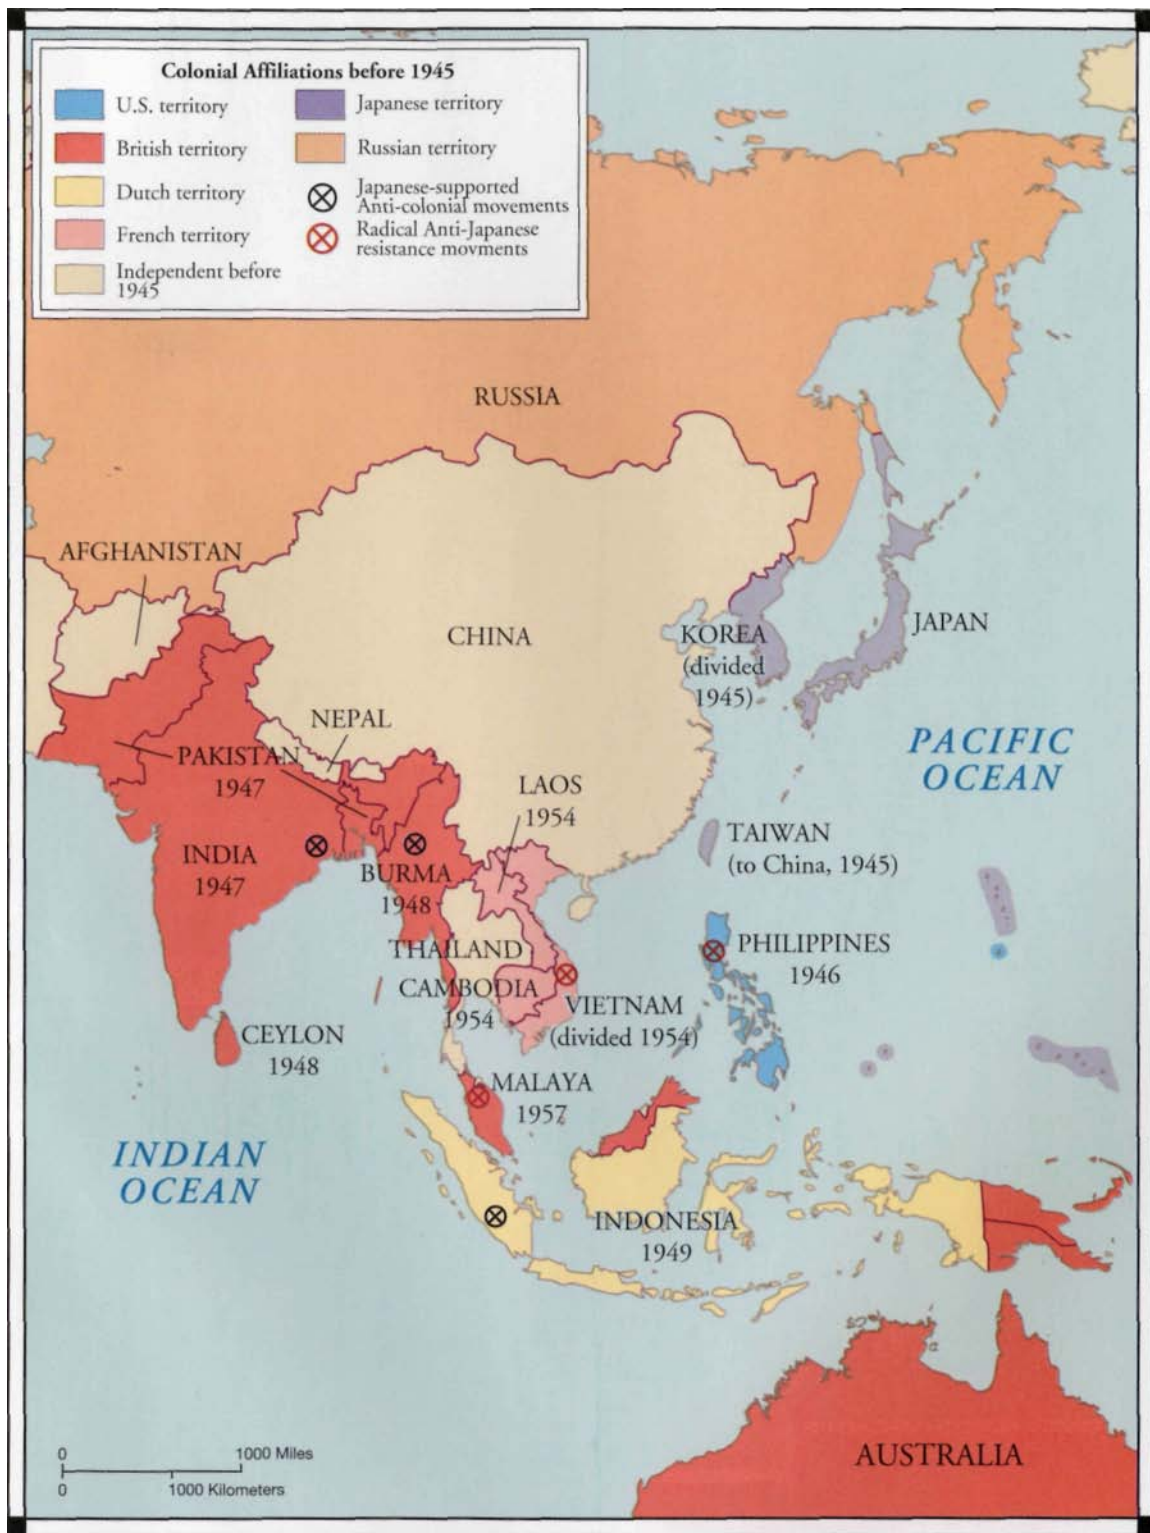 Colonial Affiliations before 1945
U.S. territory
British territory
Dutch territory
French territory
Independent before
1945
Japanese territory
Russian territory
Japanese-supported
Anti-colonial movements
Radical Anti-Japanese
resistance movments
RUSSIA
AFGHANISTAN
CHINA
KOREA
(divided
1945)
JAPAN
NEPAL
PAKISTAN
1947
PACIFIC
OCEAN
LAOS
1954
TAIWAN
(to China, 1945)
INDIA
1947
BURMA
1948
THAILAND
PHILIPPINES
1946
CAMBODIA
1954
VIETNAM
(divided 1954)
CEYLON
1948
MALAYA
1957
INDIAN
OCEAN
INDONESIA
1949
AUSTRALIA
0 1000 Miles
0 1000 Kilometers